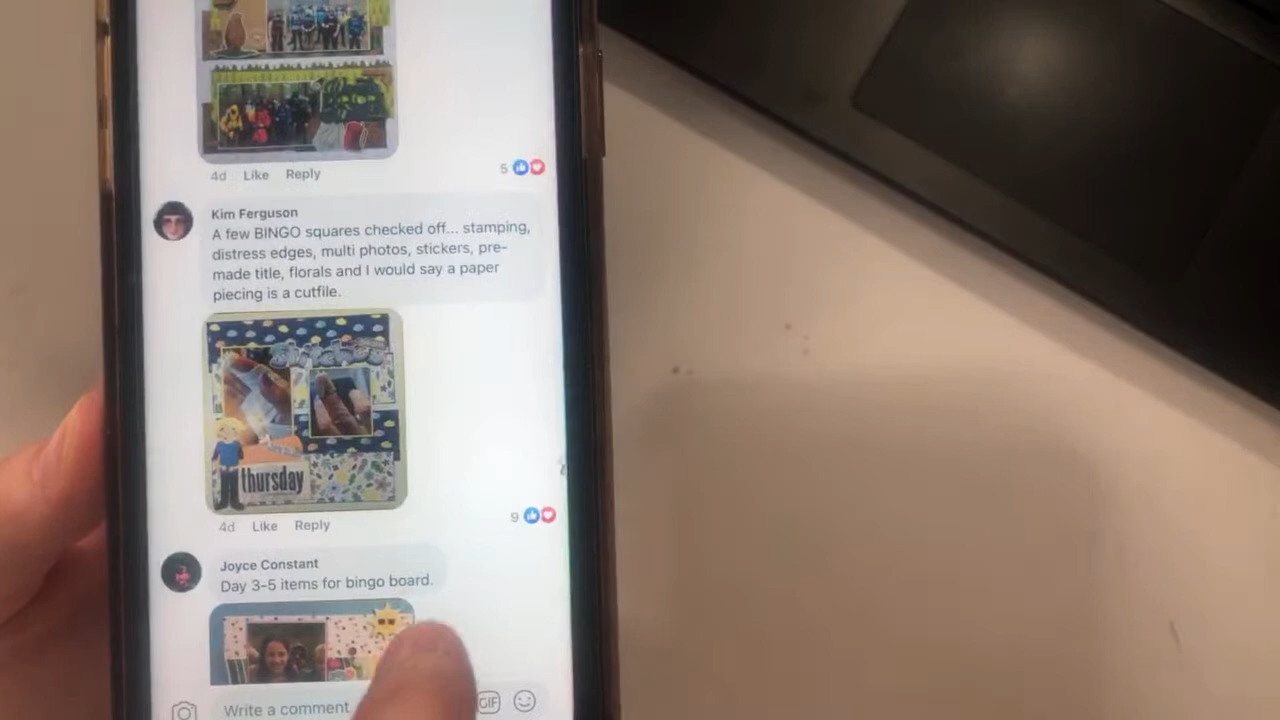 4d Like Reply 5
Kim Ferguson
A few BINGO squares checked off... stamping,
distress edges, multi photos, stickers, pre-
made title, florals and I would say a paper
piecing is a cutfile.
thursday
4d Like Reply 9
Joyce Constant
Day 3-5 items for bingo board.
Write a comment
GIF